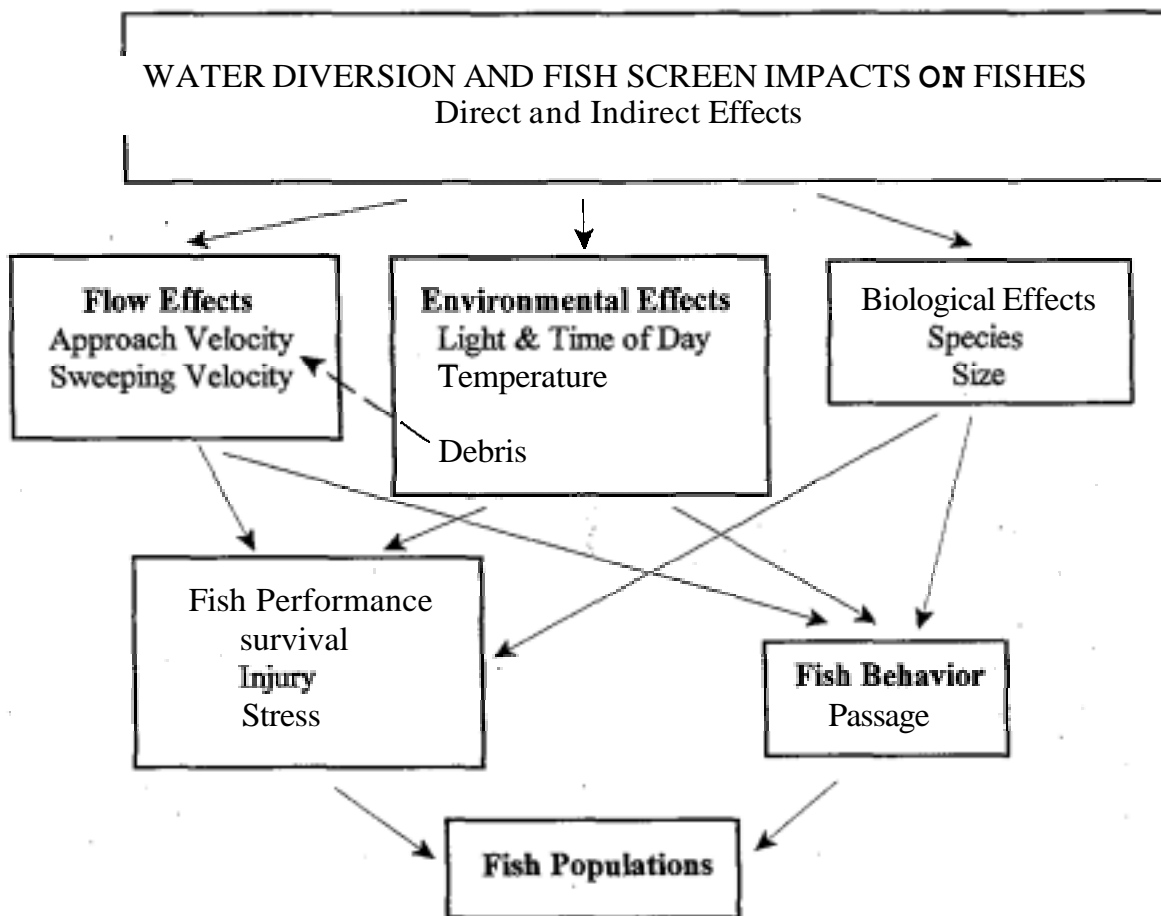 WATER DIVERSION AND FISH SCREEN IMPACTS ON FISHES
Direct and Indirect Effects
Flow Effects
Approach Velocity
Sweeping Velocity
Environmental Effects
Light & Time of Day
Temperature
Debris
Biological Effects
Species
Size
Fish Performance
survival
Injury
Stress
Fish Behavior
Passage
Fish Populations